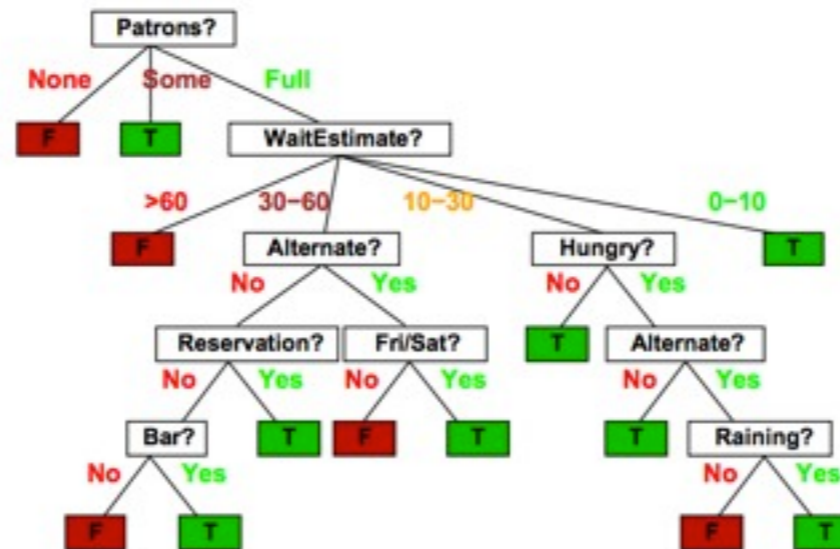 Patrons?
None Some Full
F T WaitEstimate?
>60 30−60 10−30 0−10
F Alternate? Hungry? T
No Yes No Yes
Reservation? Fri/Sat? T Alternate?
No Yes No Yes No Yes
Bar? T F T T Raining?
No Yes No Yes
F T F T